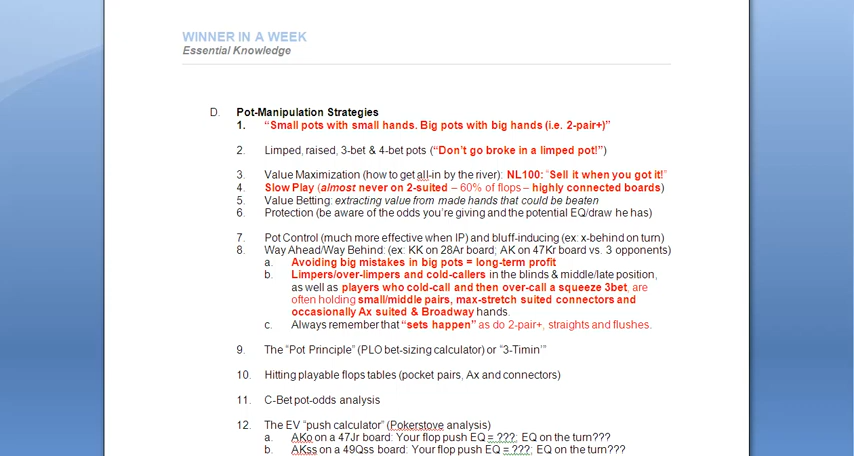 WINNER IN A WEEK
Essential Knowledge
D. Pot-Manipulation Strategies
1. “Small pots with small hands. Big pots with big hands (i.e. 2-pair+)”
2. Limped, raised, 3-bet & 4-bet pots (“Don’t go broke in a limped pot!”)
3. Value Maximization (how to get all-in by the river): NL100: “Sell it when you got it!”
4. Slow Play (almost never on 2-suited – 60% of flops – highly connected boards)
5. Value Betting: extracting value from made hands that could be beaten
6. Protection (be aware of the odds you’re giving and the potential EQ/draw he has)
7. Pot Control (much more effective when IP) and bluff-inducing (ex: x-behind on turn)
8. Way Ahead/Way Behind: (ex: KK on 28Ar board; AK on 47Kr board vs. 3 opponents)
a. Avoiding big mistakes in big pots = long-term profit
b. Limpers/over-limpers and cold-callers in the blinds & middle/late position,
as well as players who cold-call and then over-call a squeeze 3bet, are
often holding small/middle pairs, max-stretch suited connectors and
occasionally Ax suited & Broadway hands.
c. Always remember that “sets happen” as do 2-pair+, straights and flushes.
9. The “Pot Principle” (PLO bet-sizing calculator) or “3-Timin’”
10. Hitting playable flops tables (pocket pairs, Ax and connectors)
11. C-Bet pot-odds analysis
12. The EV “push calculator” (Pokerstove analysis)
a. AKo on a 47Jr board: Your flop push EQ = ???; EQ on the turn???
b. AKss on a 49Qss board: Your flop push EQ = ???; EQ on the turn???